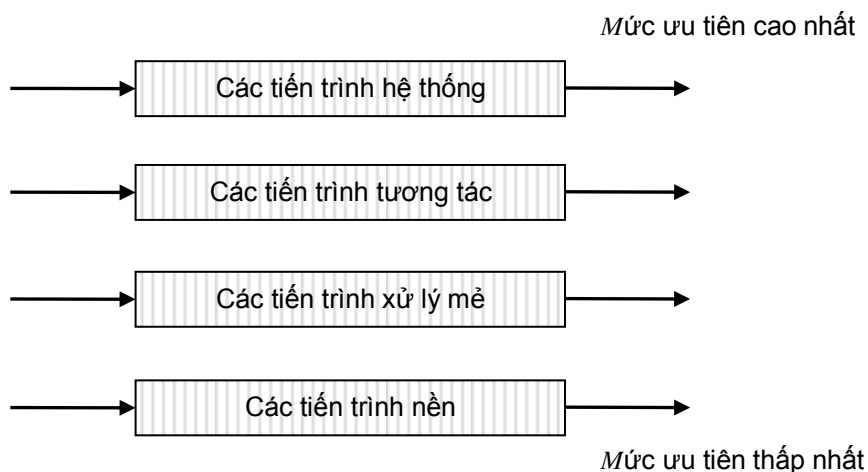 Mức ưu tiên cao nhất
Các tiến trình hệ thống
Các tiến trình tương tác
Các tiến trình xử lý mẻ
Các tiến trình nền
Mức ưu tiên thấp nhất